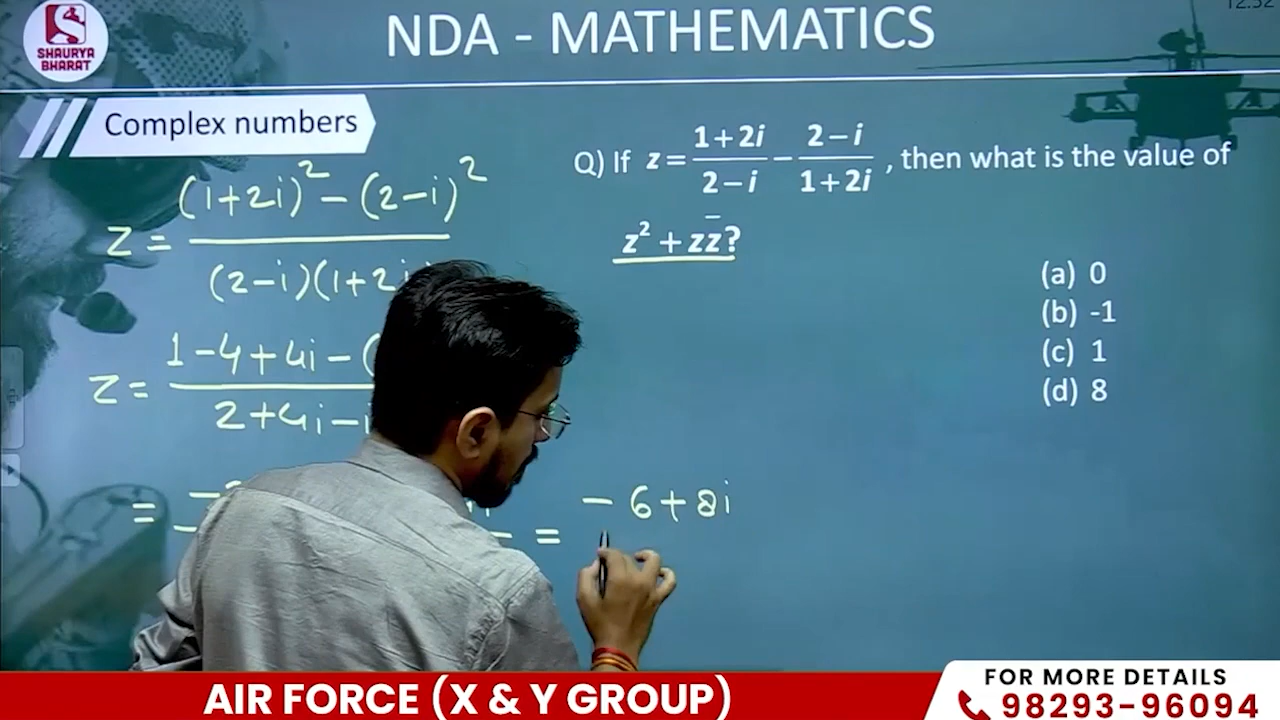 SHAURYA
BHARAT
NDA - MATHEMATICS
Complex numbers
Q) If z = (1+2i)/(2−i) − (2−i)/(1+2i) , then what is the value of
z² + zz̄?
(a) 0
(b) -1
(c) 1
(d) 8
z = ((1+2i)² − (2−i)²
(2−i)(1+2i
z = 1−4+4i − (
2+4i−
=
= −6+8i
AIR FORCE (X & Y GROUP)
FOR MORE DETAILS
98293-96094